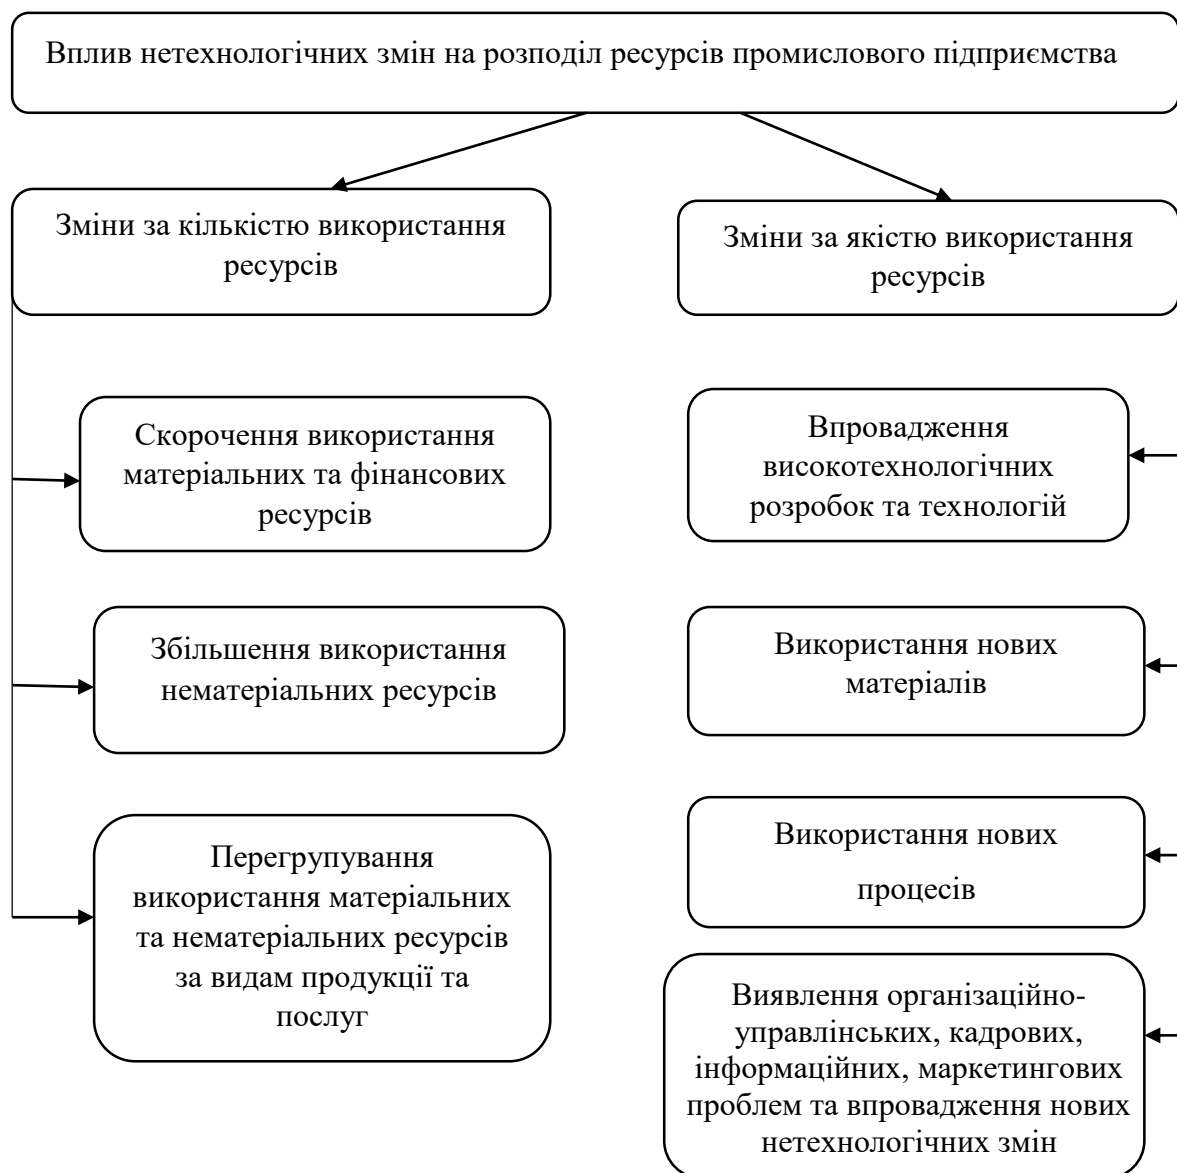 Вплив нетехнологічних змін на розподіл ресурсів промислового підприємства
Зміни за кількістю використання
ресурсів
Скорочення використання
матеріальних та фінансових
ресурсів
Збільшення використання
нематеріальних ресурсів
Перегрупування
використання матеріальних
та нематеріальних ресурсів
за видам продукції та
послуг
Зміни за якістю використання
ресурсів
Впровадження
високотехнологічних
розробок та технологій
Використання нових
матеріалів
Використання нових
процесів
Виявлення організаційно-
управлінських, кадрових,
інформаційних, маркетингових
проблем та впровадження нових
нетехнологічних змін